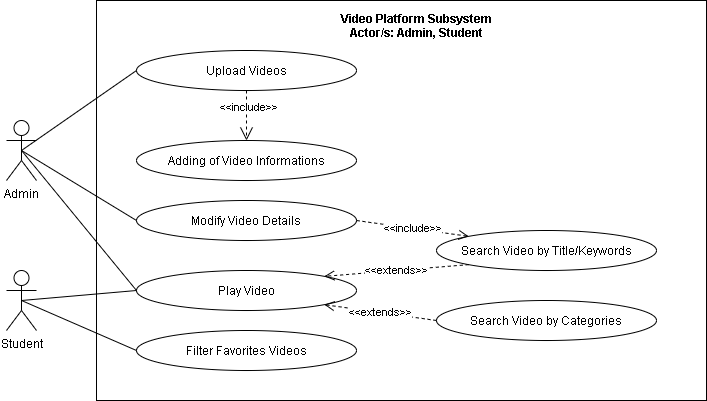 Video Platform Subsystem
Actor/s: Admin, Student
Upload Videos
<<include>>
Adding of Video Informations
Admin
Modify Video Details
<<include>>
Search Video by Title/Keywords
<<extends>>
Play Video
<<extends>>
Search Video by Categories
Student
Filter Favorites Videos